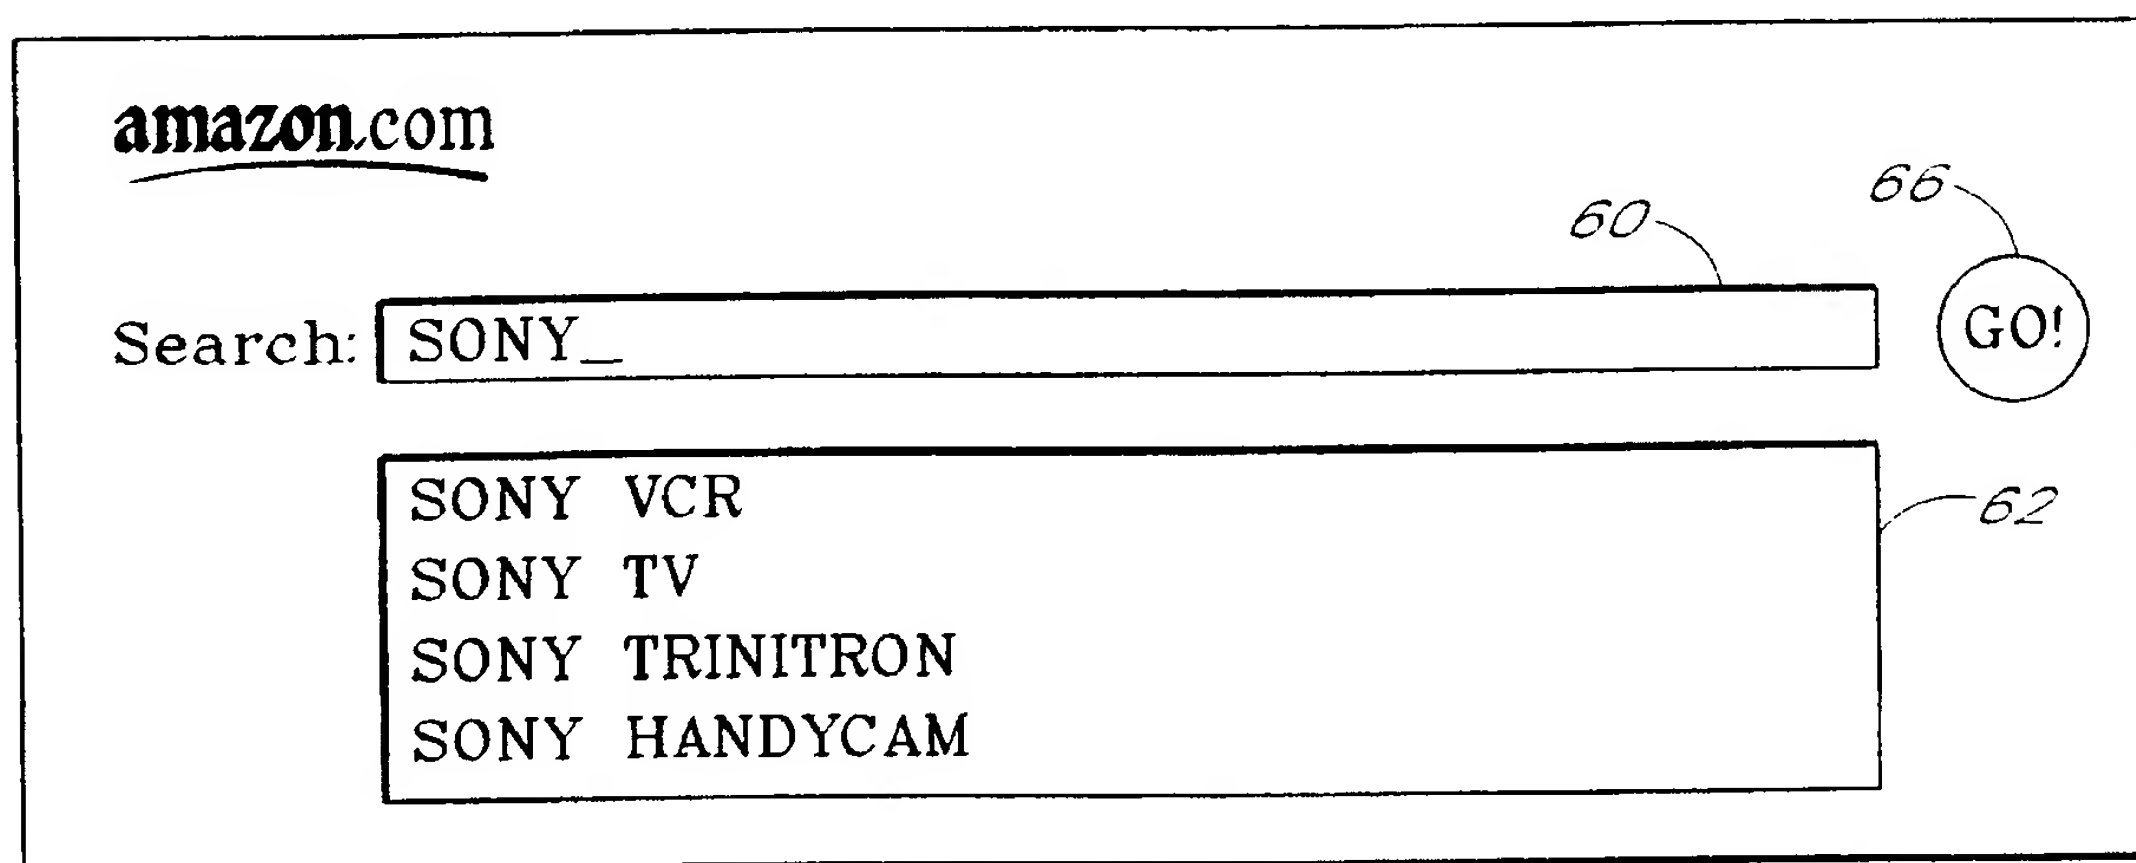 amazon.com
66
60
Search: SONY_ GO!
SONY VCR
62
SONY TV
SONY TRINITRON
SONY HANDYCAM